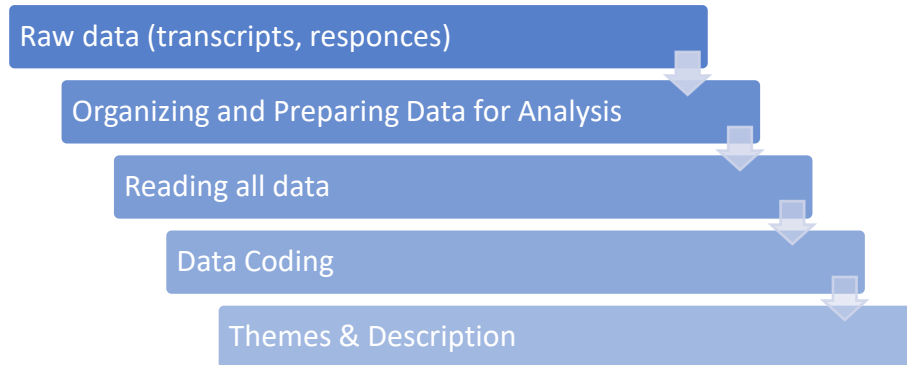 Raw data (transcripts, responces)
Organizing and Preparing Data for Analysis
Reading all data
Data Coding
Themes & Description